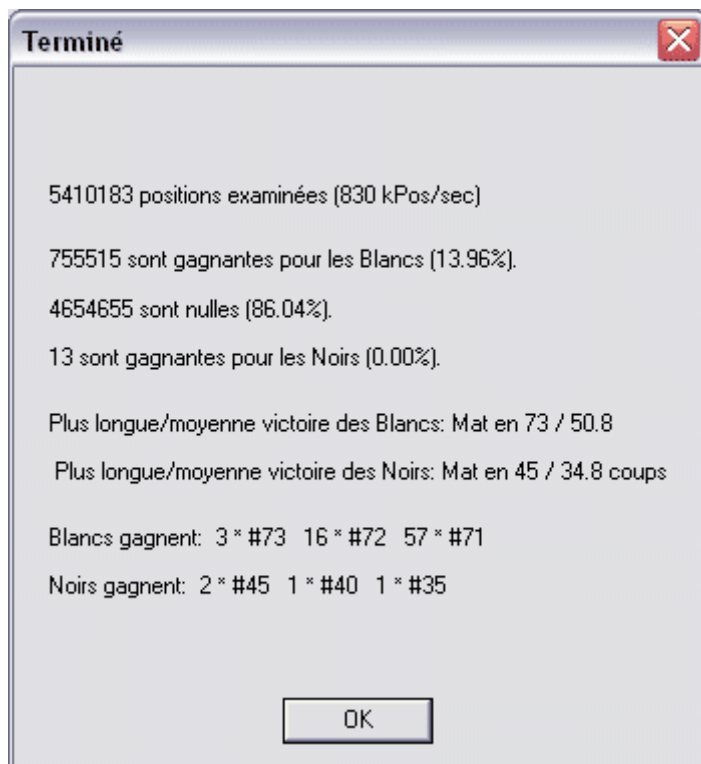 Terminé
5410183 positions examinées (830 kPos/sec)
755515 sont gagnantes pour les Blancs (13.96%).
4654655 sont nulles (86.04%).
13 sont gagnantes pour les Noirs (0.00%).
Plus longue/moyenne victoire des Blancs: Mat en 73 / 50.8
Plus longue/moyenne victoire des Noirs: Mat en 45 / 34.8 coups
Blancs gagnent: 3 * #73 16 * #72 57 * #71
Noirs gagnent: 2 * #45 1 * #40 1 * #35
OK